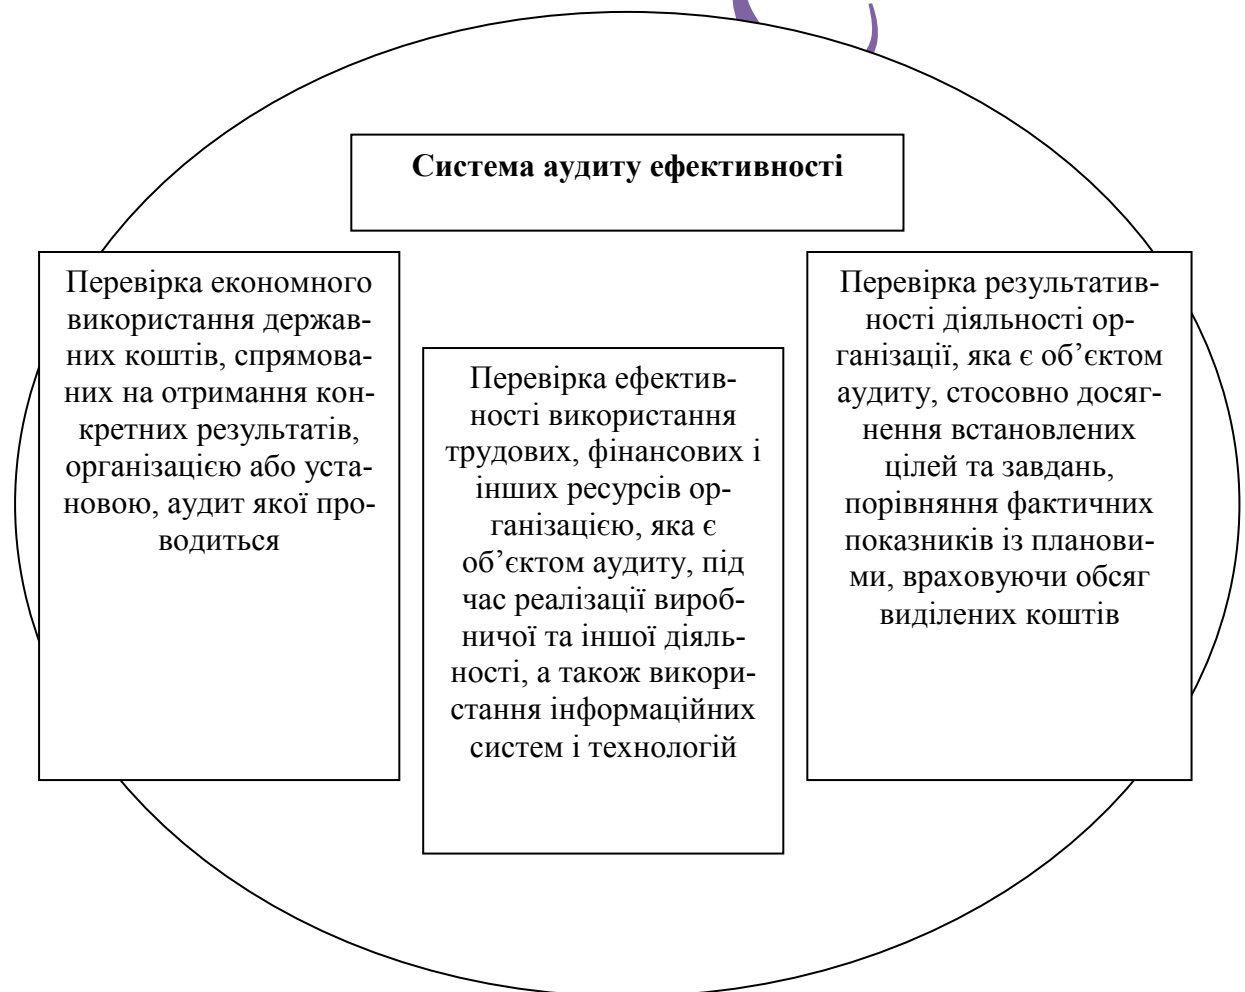 Система аудиту ефективності
Перевірка економного
використання держав-
них коштів, спрямова-
них на отримання кон-
кретних результатів,
організацією або уста-
новою, аудит якої про-
водиться
Перевірка ефектив-
ності використання
трудових, фінансових і
інших ресурсів ор-
ганізацією, яка є
об’єктом аудиту, під
час реалізації вироб-
ничої та іншої діяль-
ності, а також викори-
стання інформаційних
систем і технологій
Перевірка результатив-
ності діяльності ор-
ганізації, яка є об’єктом
аудиту, стосовно досяг-
нення встановлених
цілей та завдань,
порівняння фактичних
показників із планови-
ми, враховуючи обсяг
виділених коштів